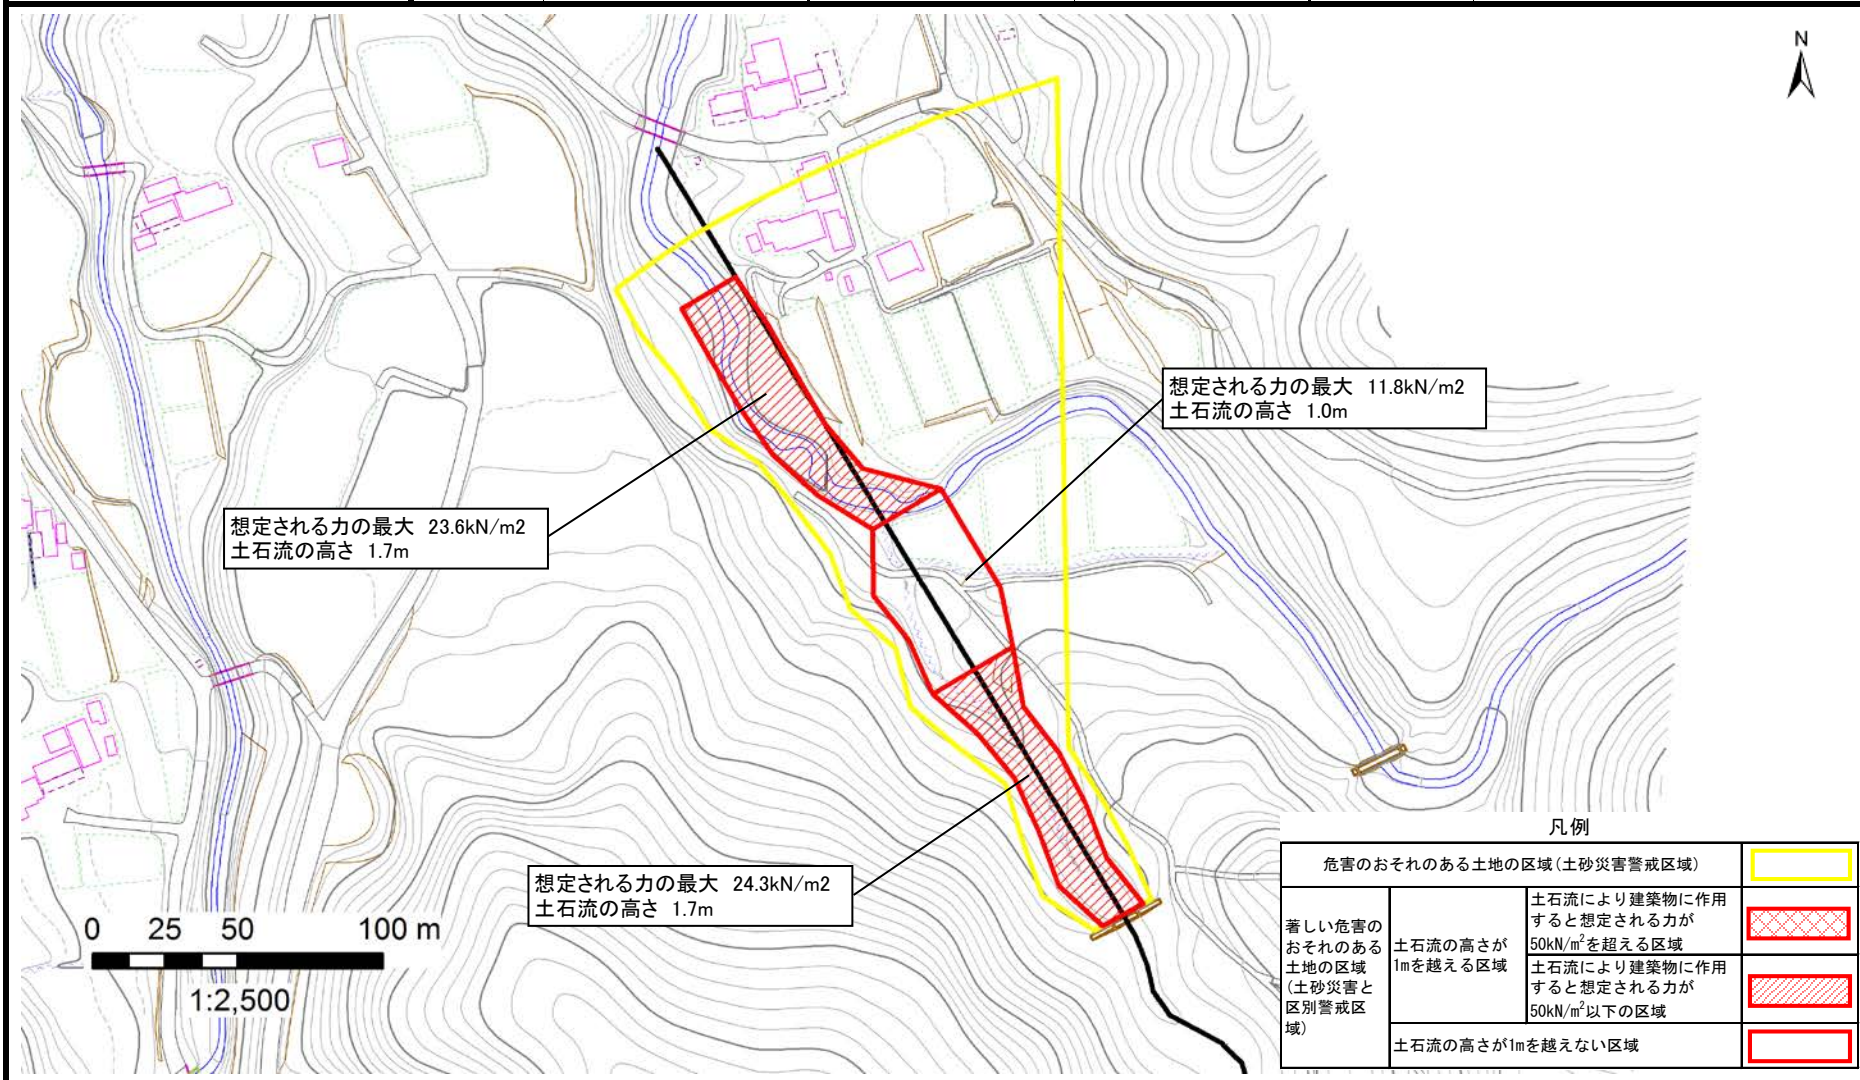 N
想定される力の最大 11.8kN/m2
土石流の高さ 1.0m
想定される力の最大 23.6kN/m2
土石流の高さ 1.7m
想定される力の最大 24.3kN/m2
土石流の高さ 1.7m
0 25 50 100 m
1:2,500
凡例
危害のおそれのある土地の区域(土砂災害警戒区域)
著しい危害の
おそれのある
土地の区域
(土砂災害と
区別警戒区
域)
土石流の高さが
1mを越える区域
土石流により建築物に作用
すると想定される力が
50kN/m²を超える区域
土石流により建築物に作用
すると想定される力が
50kN/m²以下の区域
土石流の高さが1mを越えない区域